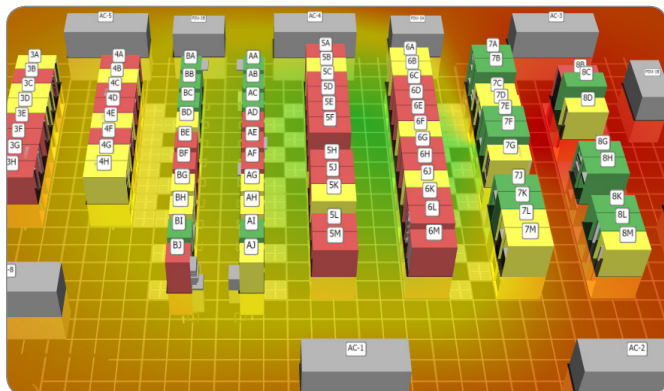 AC-5
PDU-2B
AC-4
PDU-2A
AC-3
PDU-1B
3A
3B
3C
3D
3E
3F
3G
3H
4A
4B
4C
4D
4E
4F
4G
4H
BA
BB
BC
BD
BE
BF
BG
BH
BI
BJ
AA
AB
AC
AD
AE
AF
AG
AH
AI
AJ
5A
5B
5C
5D
5E
5F
5H
5J
5K
5L
5M
6A
6B
6C
6D
6E
6F
6G
6H
6J
6K
6L
6M
7A
7B
7C
7D
7E
7F
7G
7J
7K
7L
7M
8B
8C
8D
8G
8H
8K
8L
8M
-8
AC-1
AC-2